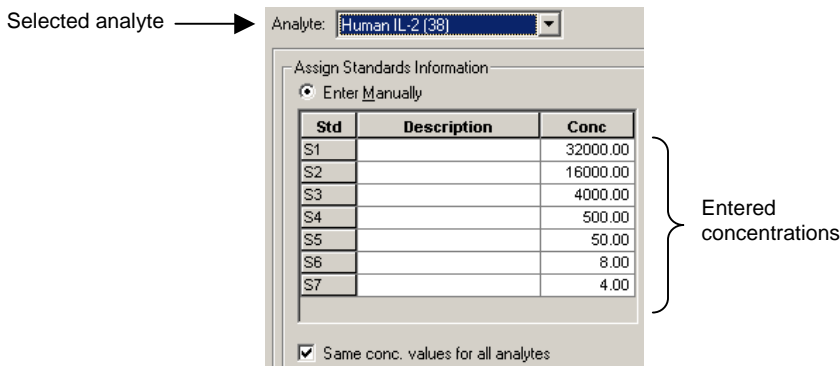 Selected analyte
Analyte: Human IL-2 (38)
Assign Standards Information
Enter Manually
Std Description Conc
S1 32000.00
S2 16000.00
S3 4000.00
S4 500.00
S5 50.00
S6 8.00
S7 4.00
Entered
concentrations
Same conc. values for all analytes